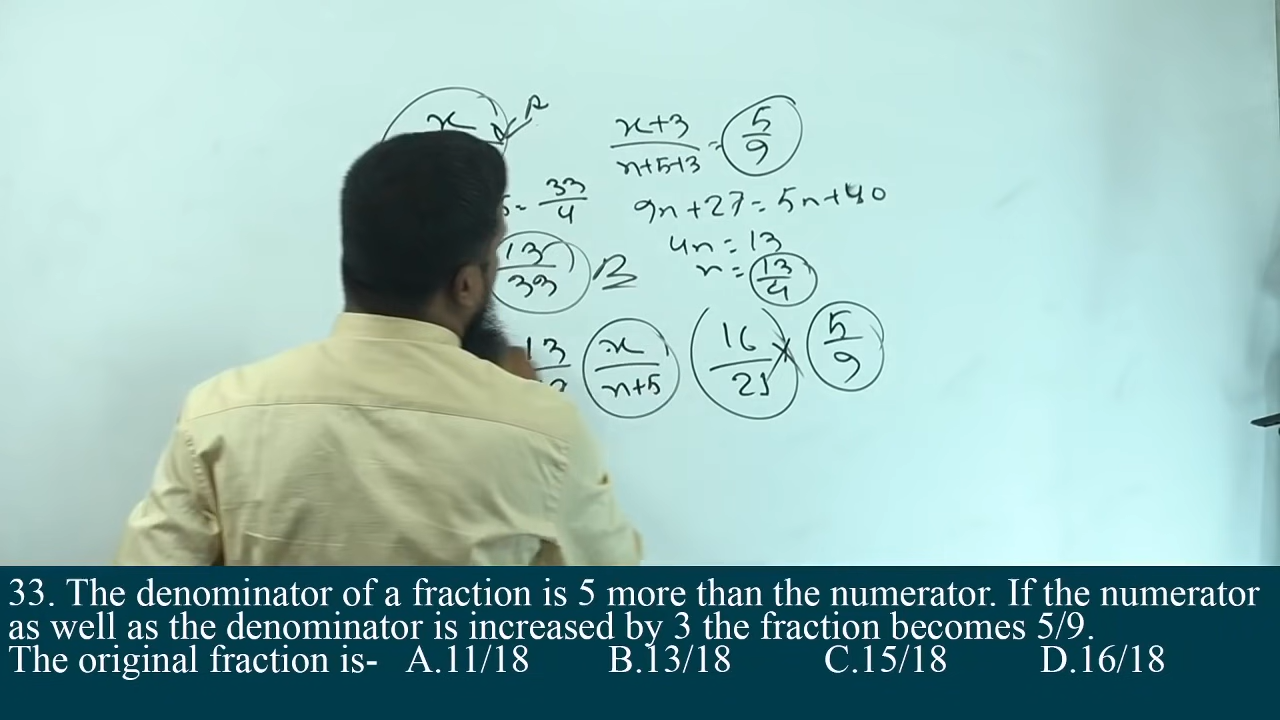 x
x+3/n+5+3 = 5/9
5 = 33/4
9n+27 = 5n+40
4n = 13
13/33 B
n = 13/4
13
x/n+5
16/21 × 5/9
33. The denominator of a fraction is 5 more than the numerator. If the numerator
as well as the denominator is increased by 3 the fraction becomes 5/9.
The original fraction is- A.11/18 B.13/18 C.15/18 D.16/18